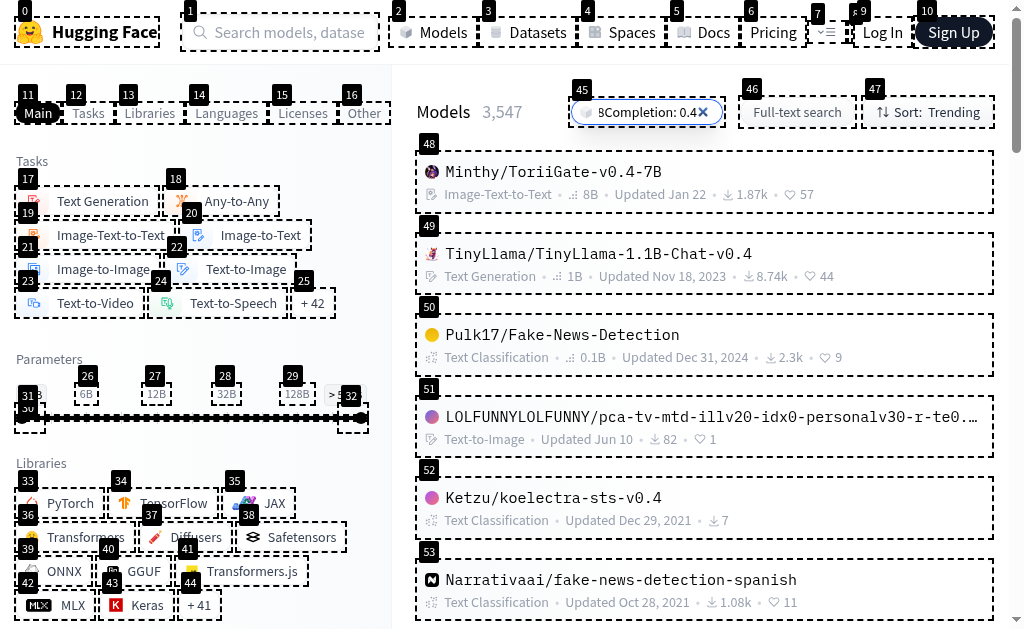 0 1 2 3 4 5 6 7 8 9 10
Hugging Face Search models, datase Models Datasets Spaces Docs Pricing Log In Sign Up
11 12 13 14 15 16
Main Tasks Libraries Languages Licenses Other
45 46 47
Models 3,547 8Completion: 0.4 Full-text search Sort: Trending
Tasks
17 18
Text Generation Any-to-Any
19 20
Image-Text-to-Text Image-to-Text
21 22
Image-to-Image Text-to-Image
23 24 25
Text-to-Video Text-to-Speech + 42
Parameters
26 27 28 29
31 6B 12B 32B 128B > 32
30
Libraries
33 34 35
PyTorch TensorFlow JAX
36 37 38
Transformers Diffusers Safetensors
39 40 41
ONNX GGUF Transformers.js
42 43 44
MLX MLX K Keras + 41
48
Minthy/ToriiGate-v0.4-7B
Image-Text-to-Text • 8B • Updated Jan 22 • 1.87k • 57
49
TinyLlama/TinyLlama-1.1B-Chat-v0.4
Text Generation • 1B • Updated Nov 18, 2023 • 8.74k • 44
50
Pulk17/Fake-News-Detection
Text Classification • 0.1B • Updated Dec 31, 2024 • 2.3k • 9
51
LOLFUNNYLOLFUNNY/pca-tv-mtd-illv20-idx0-personalv30-r-te0.…
Text-to-Image • Updated Jun 10 • 82 • 1
52
Ketzu/koelectra-sts-v0.4
Text Classification • Updated Dec 29, 2021 • 7
53
Narrativaai/fake-news-detection-spanish
Text Classification • Updated Oct 28, 2021 • 1.08k • 11